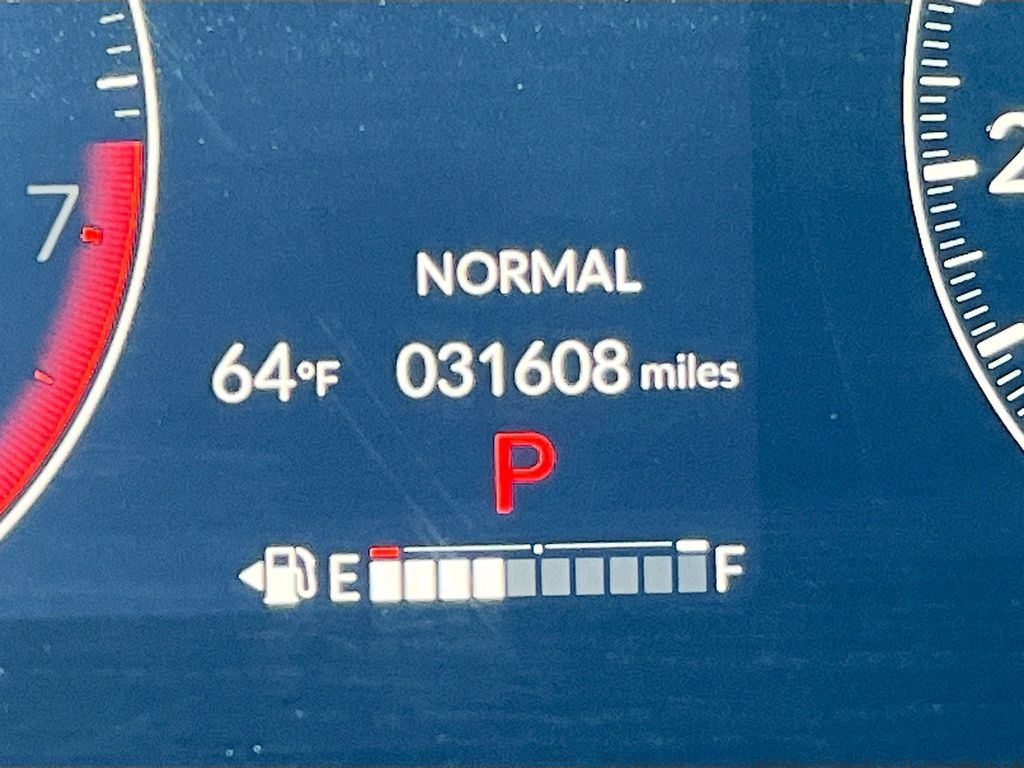 7
2
NORMAL
64°F 031608 miles
P
E F